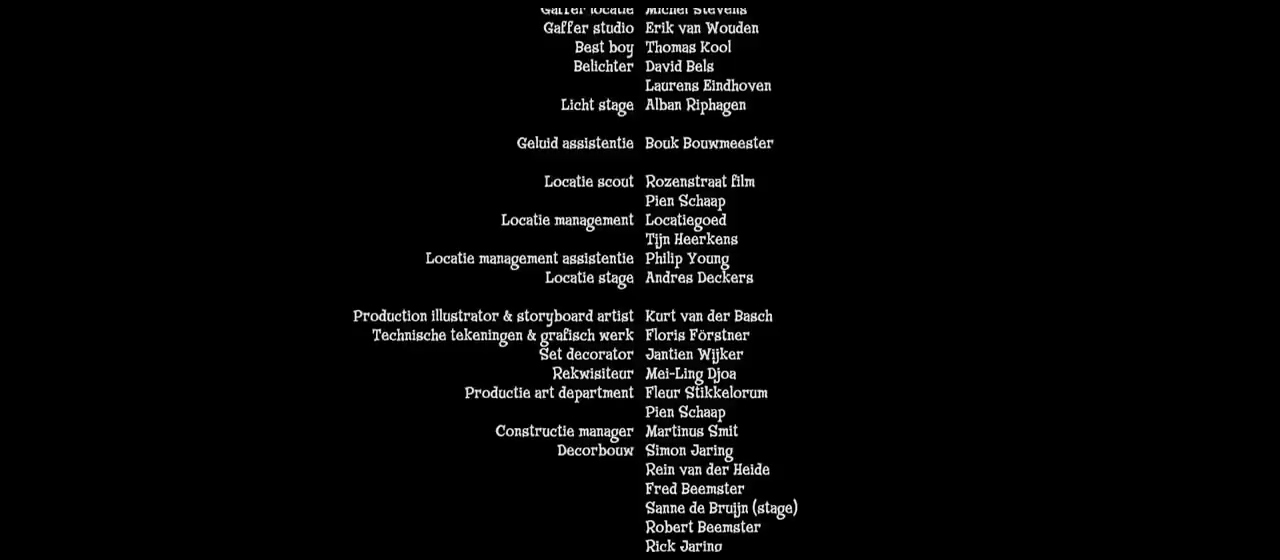 Gaffer locatie Michel Stevens
Gaffer studio Erik van Wouden
Best boy Thomas Kool
Belichter David Bels
Laurens Eindhoven
Licht stage Alban Riphagen
Geluid assistentie Bouk Bouwmeester
Locatie scout Rozenstraat film
Pien Schaap
Locatie management Locatiegoed
Tijn Heerkens
Locatie management assistentie Philip Young
Locatie stage Andres Deckers
Production illustrator & storyboard artist Kurt van der Basch
Technische tekeningen & grafisch werk Floris Förstner
Set decorator Jantien Wijker
Rekwisiteur Mei-Ling Djoa
Productie art department Fleur Stikkelorum
Pien Schaap
Constructie manager Martinus Smit
Decorbouw Simon Jaring
Rein van der Heide
Fred Beemster
Sanne de Bruijn (stage)
Robert Beemster
Rick Jaring